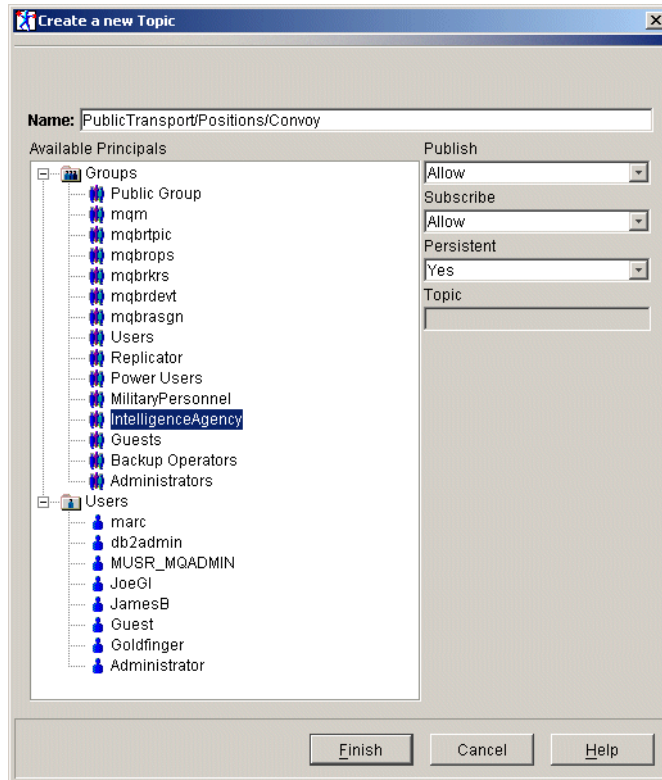 Create a new Topic
Name: PublicTransport/Positions/Convoy
Available Principals
Groups
Public Group
mqm
mqbrtpic
mqbrops
mqbrkrs
mqbrdevt
mqbrasgn
Users
Replicator
Power Users
MilitaryPersonnel
IntelligenceAgency
Guests
Backup Operators
Administrators
Users
marc
db2admin
MUSR_MQADMIN
JoeGI
JamesB
Guest
Goldfinger
Administrator
Publish
Allow
Subscribe
Allow
Persistent
Yes
Topic
Finish
Cancel
Help